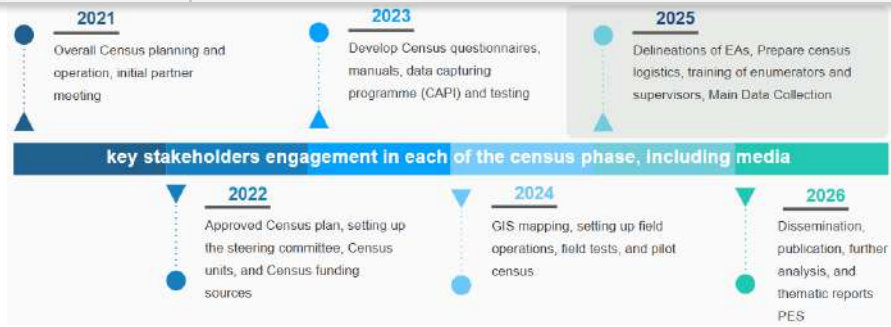 2021
Overall Census planning and
operation, initial partner
meeting
2023
Develop Census questionnaires,
manuals, data capturing
programme (CAPI) and testing
2025
Delineations of EAs, Prepare census
logistics, training of enumerators and
supervisors, Main Data Collection
key stakeholders engagement in each of the census phase, including media
2022
Approved Census plan, setting up
the steering committee, Census
units, and Census funding
sources
2024
GIS mapping, setting up field
operations, field tests, and pilot
census
2026
Dissemination,
publication, further
analysis, and
thematic reports
PES